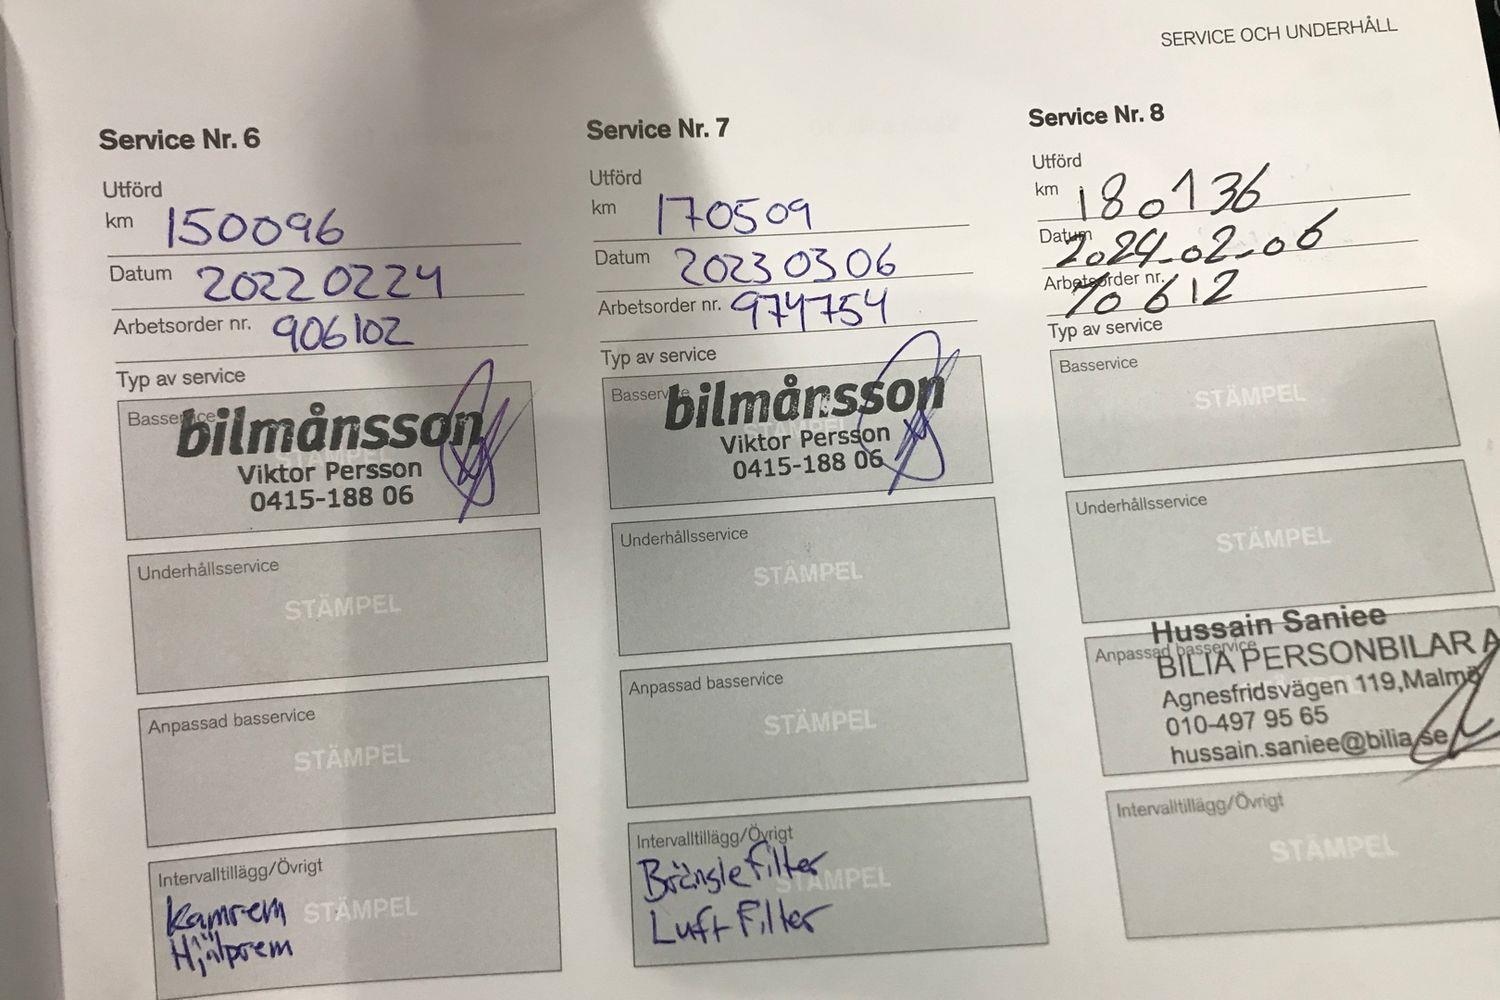 SERVICE OCH UNDERHÅLL
Service Nr. 6
Utförd
km 150096
Datum 20220224
Arbetsorder nr. 906102
Typ av service
Basservice
STÄMPEL
bilmånsson
Viktor Persson
0415-188 06
Underhållsservice
STÄMPEL
Anpassad basservice
STÄMPEL
Intervalltillägg/Övrigt
STÄMPEL
Kamrem
Hjälprem
Service Nr. 7
Utförd
km 170509
Datum 20230306
Arbetsorder nr. 974754
Typ av service
Basservice
STÄMPEL
bilmånsson
Viktor Persson
0415-188 06
Underhållsservice
STÄMPEL
Anpassad basservice
STÄMPEL
Intervalltillägg/Övrigt
STÄMPEL
Bränslefilter
Luftfilter
Service Nr. 8
Utförd
km 180136
Datum 2024-02-06
Arbetsorder nr. 70612
Typ av service
Basservice
STÄMPEL
Underhållsservice
STÄMPEL
Anpassad basservice
Hussain Saniee
BILIA PERSONBILAR A
Agnesfridsvägen 119,Malmö
010-497 95 65
hussain.saniee@bilia.se
Intervalltillägg/Övrigt
STÄMPEL